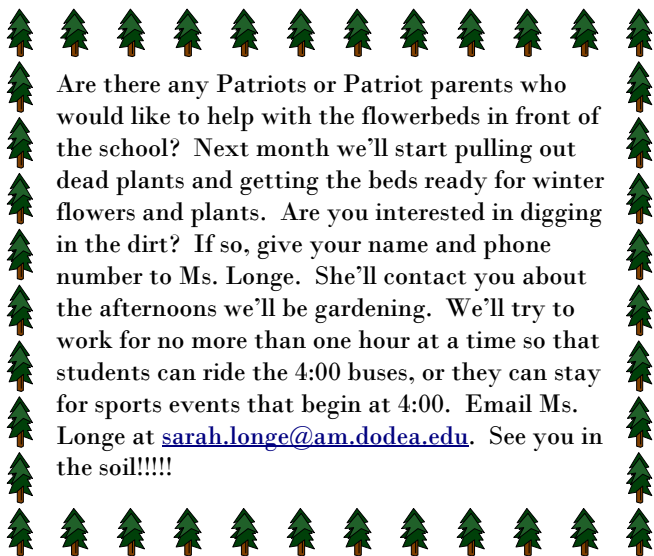 Are there any Patriots or Patriot parents who
would like to help with the flowerbeds in front of
the school?  Next month we’ll start pulling out
dead plants and getting the beds ready for winter
flowers and plants.  Are you interested in digging
in the dirt?  If so, give your name and phone
number to Ms. Longe.  She’ll contact you about
the afternoons we’ll be gardening.  We’ll try to
work for no more than one hour at a time so that
students can ride the 4:00 buses, or they can stay
for sports events that begin at 4:00.  Email Ms.
Longe at sarah.longe@am.dodea.edu.  See you in
the soil!!!!!